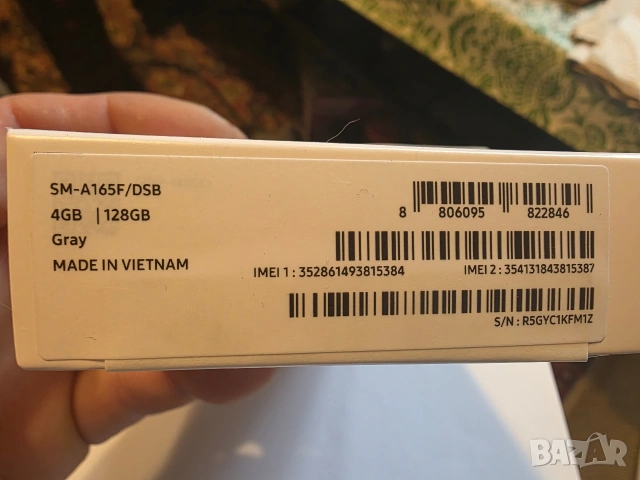 SM-A165F/DSB
4GB | 128GB
Gray
MADE IN VIETNAM
8 806095 822846
IMEI 1 : 352861493815384
IMEI 2 : 354131843815387
S/N : R5GYC1KFM1Z
BAZAR